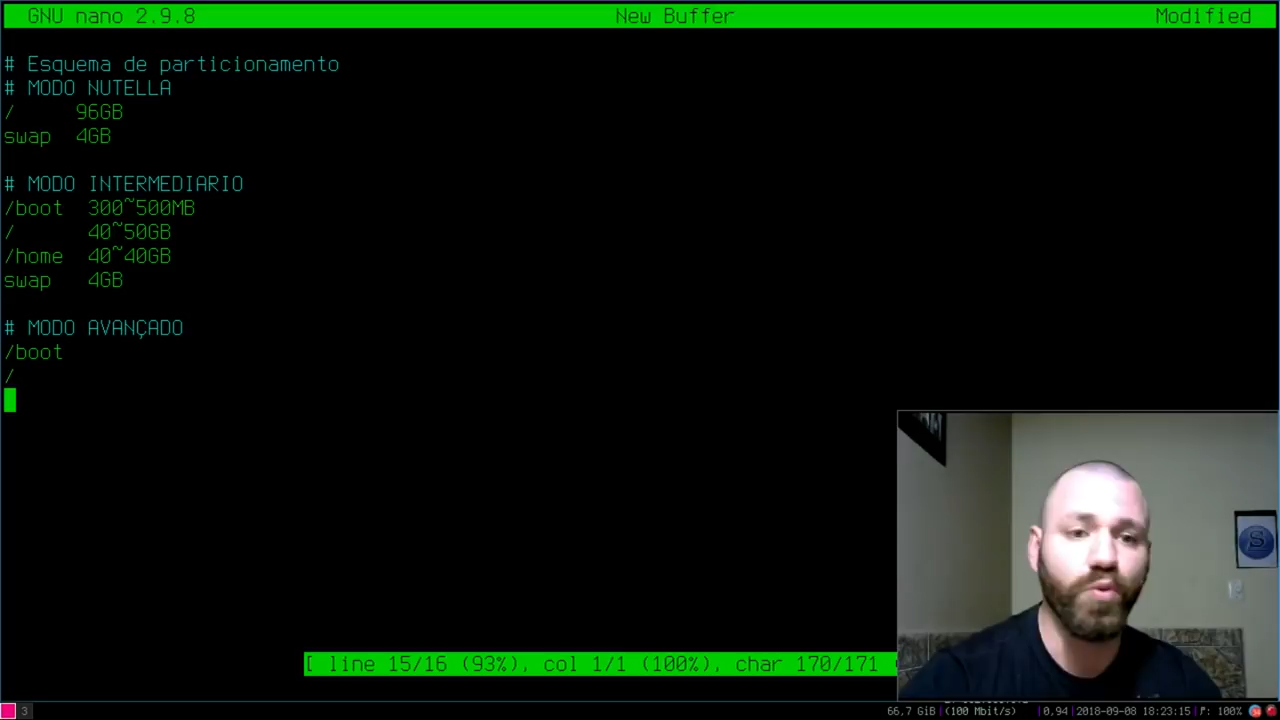 GNU nano 2.9.8 New Buffer Modified
# Esquema de particionamento
# MODO NUTELLA
/ 96GB
swap 4GB
# MODO INTERMEDIARIO
/boot 300~500MB
/ 40~50GB
/home 40~40GB
swap 4GB
# MODO AVANÇADO
/boot
/
S
[ line 15/16 (93%), col 1/1 (100%), char 170/171
3 66,7 GiB (100 Mbit/s) 0,94 2018-09-08 18:23:15 100%